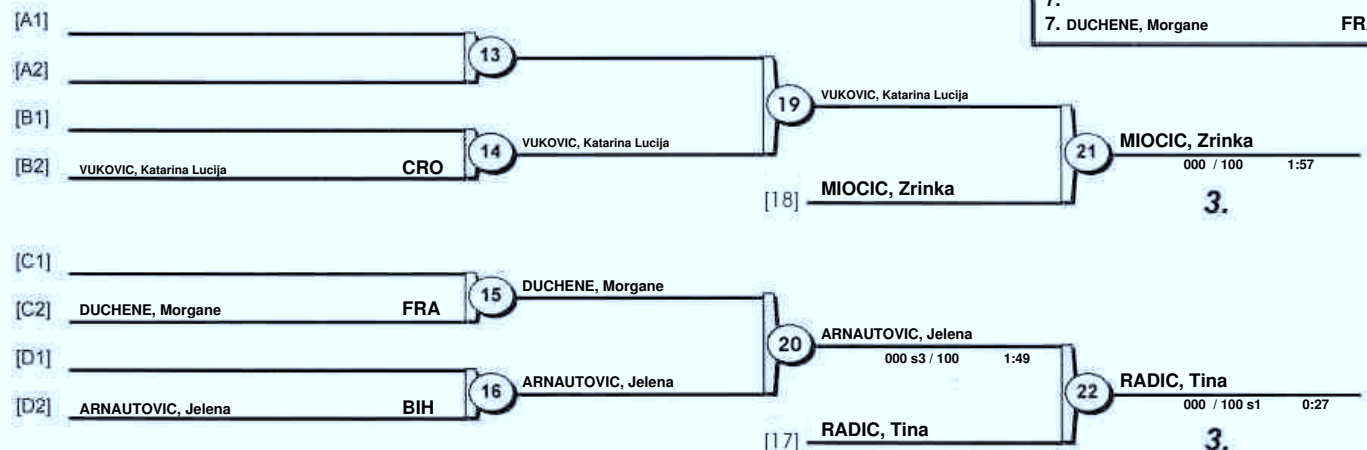 7.
7. DUCHENE, Morgane FR
[A1]
[A2]
13
[B1]
[B2] VUKOVIC, Katarina Lucija CRO
14 VUKOVIC, Katarina Lucija
19 VUKOVIC, Katarina Lucija
[18] MIOCIC, Zrinka
21 MIOCIC, Zrinka
000 / 100 1:57
3.
[C1]
[C2] DUCHENE, Morgane FRA
15 DUCHENE, Morgane
[D1]
[D2] ARNAUTOVIC, Jelena BIH
16 ARNAUTOVIC, Jelena
20 ARNAUTOVIC, Jelena
000 s3 / 100 1:49
[17] RADIC, Tina
22 RADIC, Tina
000 / 100 s1 0:27
3.